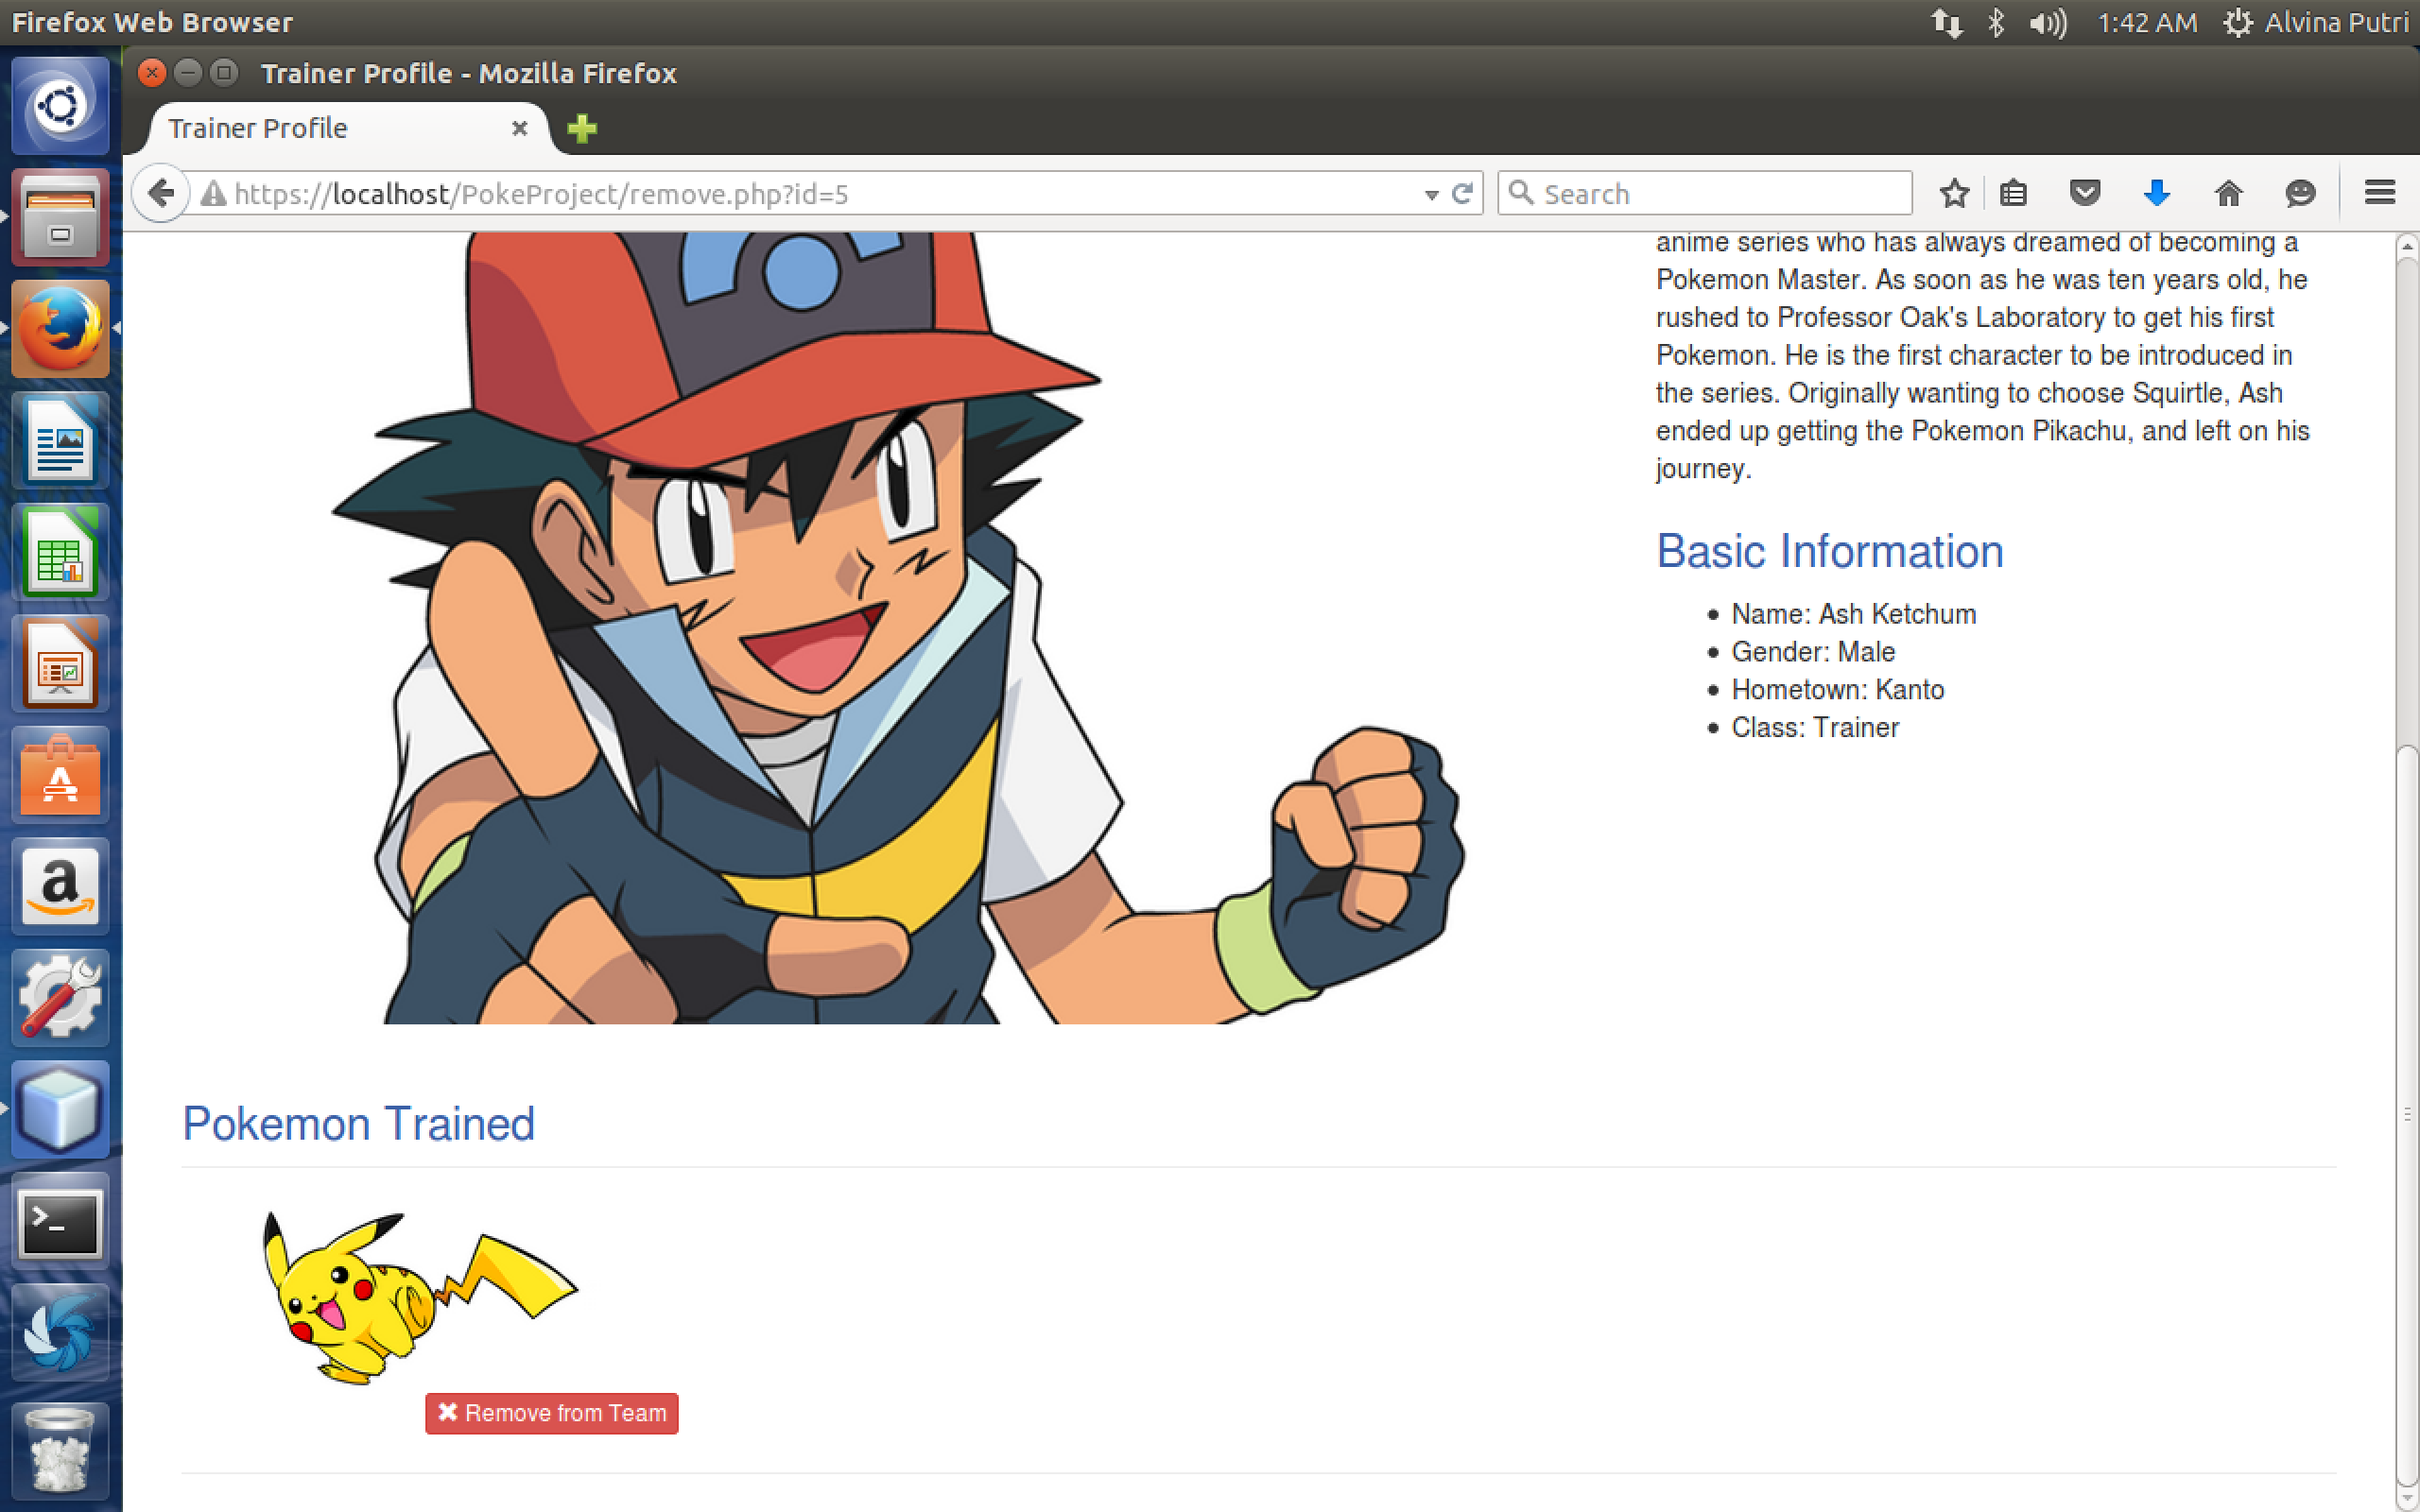 Firefox Web Browser
1:42 AM
Alvina Putri
Trainer Profile - Mozilla Firefox
Trainer Profile
https://localhost/PokeProject/remove.php?id=5
Search
anime series who has always dreamed of becoming a
Pokemon Master. As soon as he was ten years old, he
rushed to Professor Oak's Laboratory to get his first
Pokemon. He is the first character to be introduced in
the series. Originally wanting to choose Squirtle, Ash
ended up getting the Pokemon Pikachu, and left on his
journey.
Basic Information
• Name: Ash Ketchum
• Gender: Male
• Hometown: Kanto
• Class: Trainer
Pokemon Trained
Remove from Team